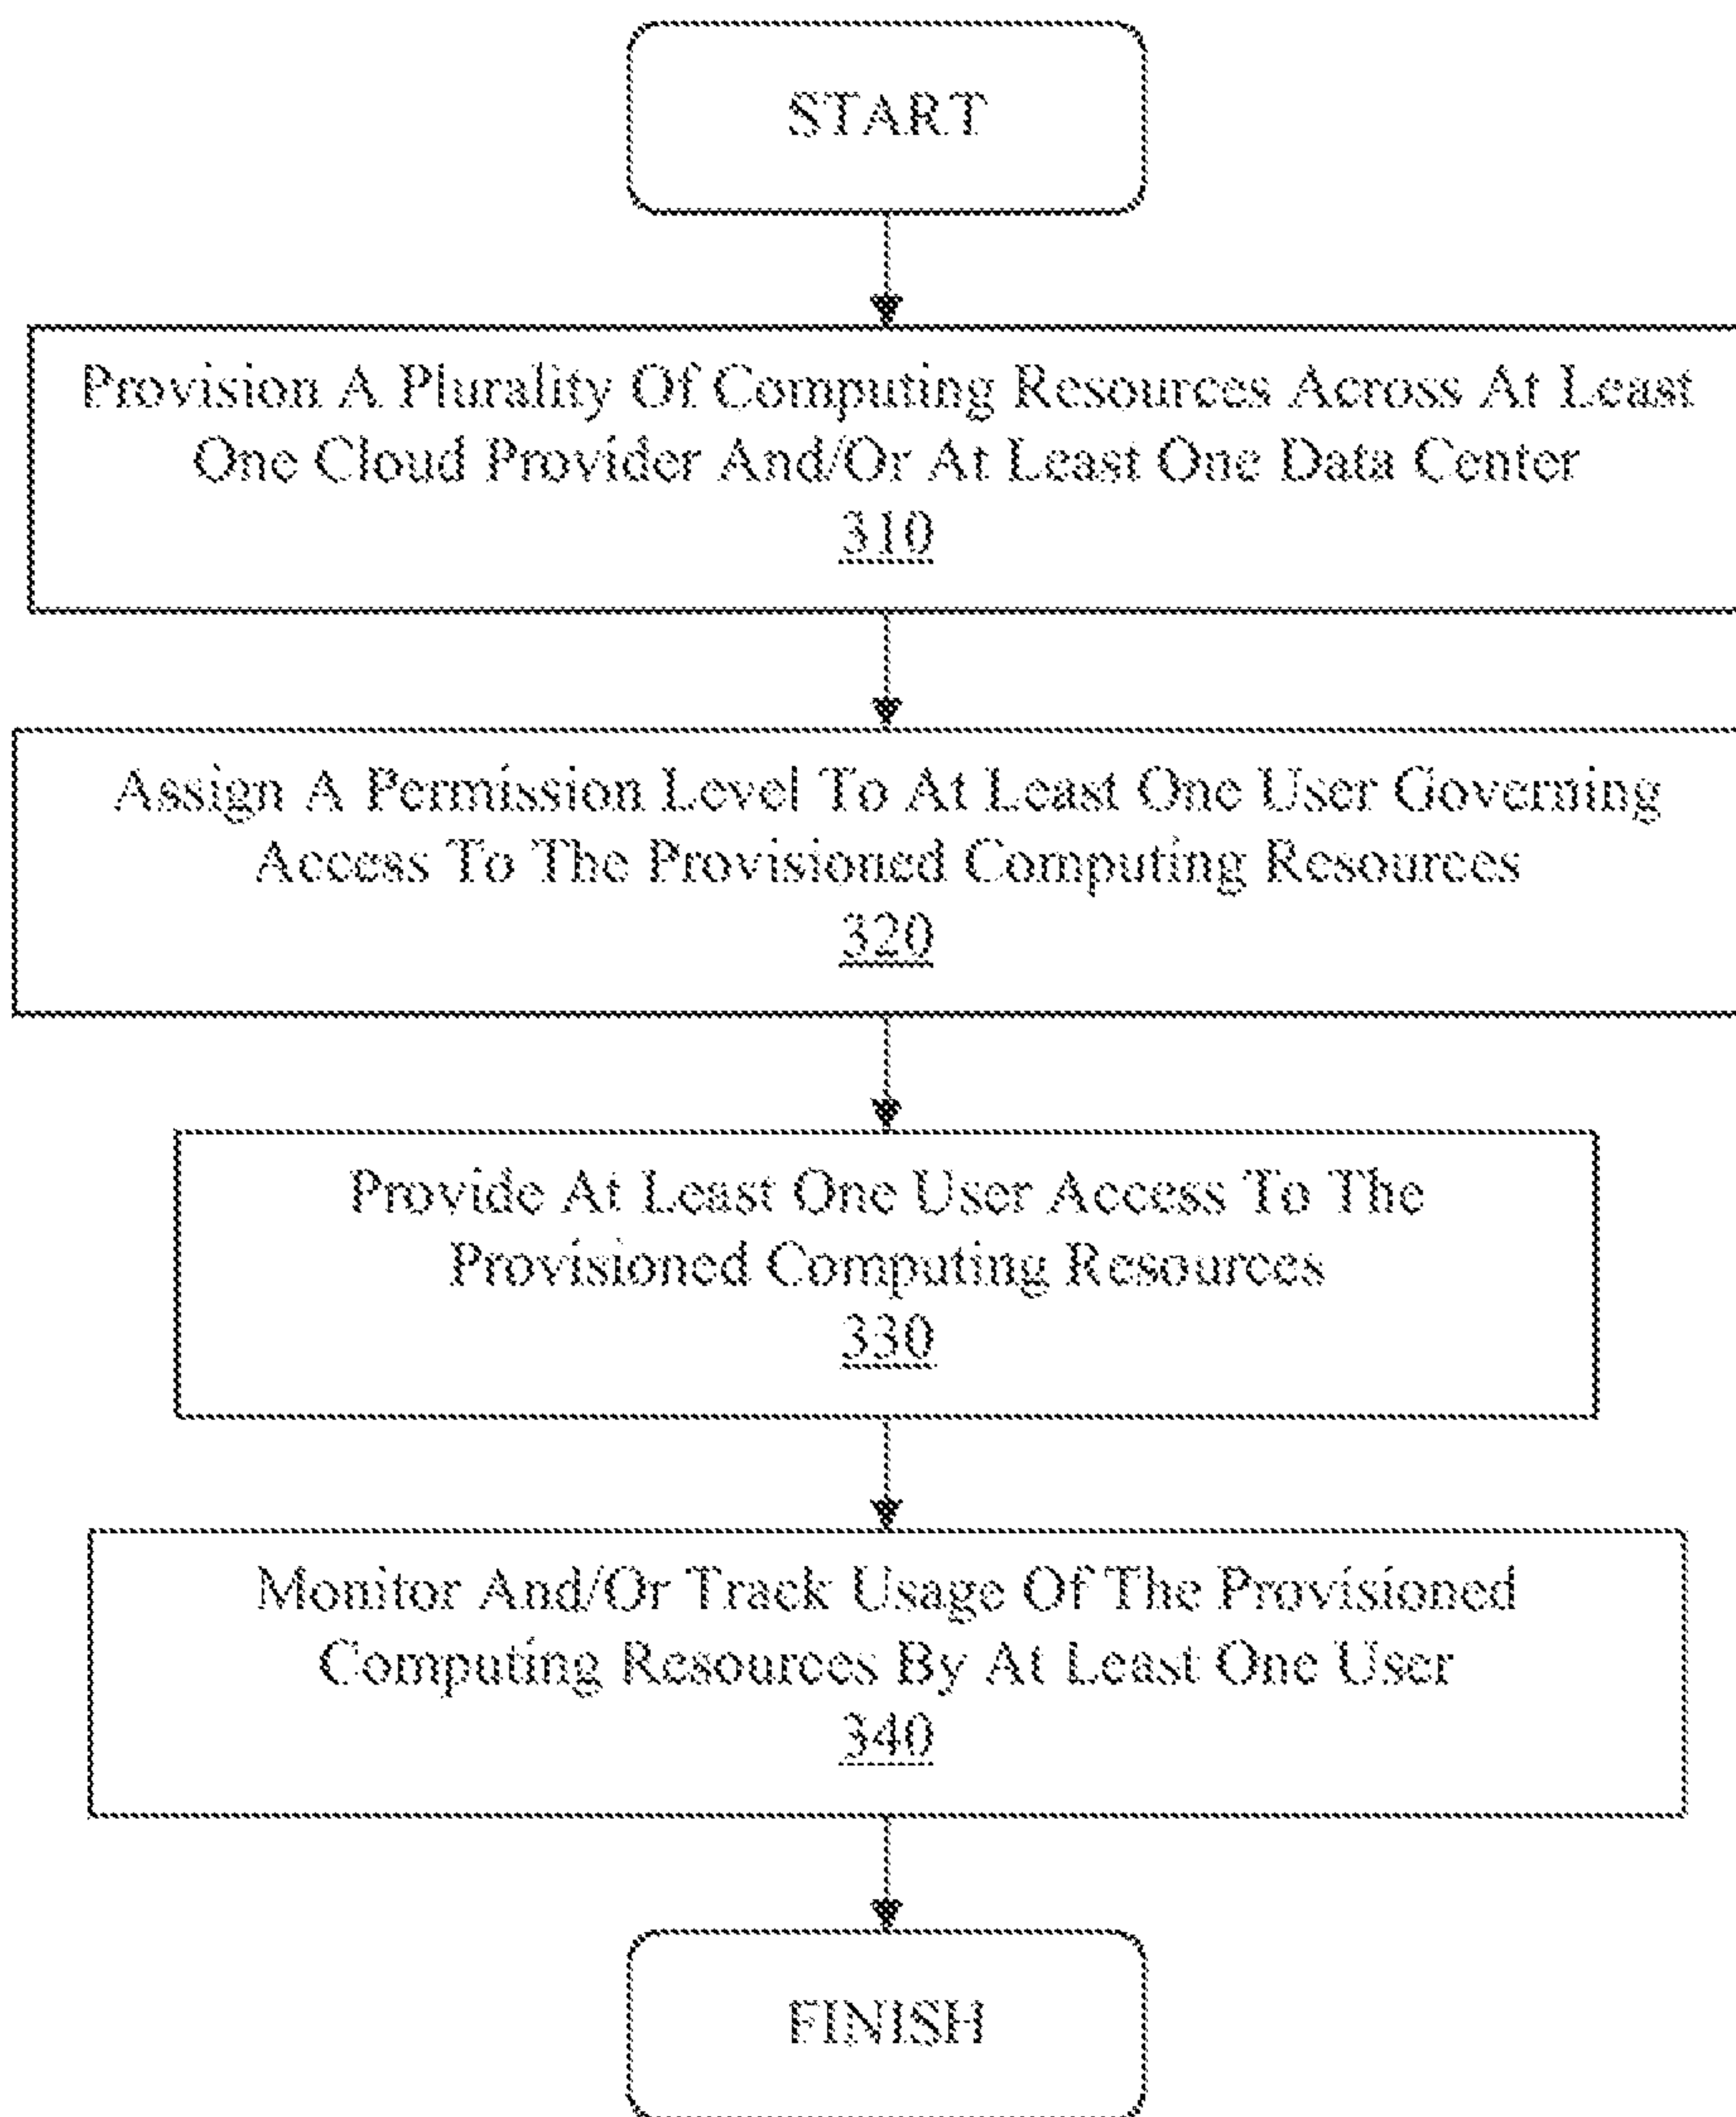 START
Provision A Plurality Of Computing Resources Across At Least
One Cloud Provider And/Or At Least One Data Center
310
Assign A Permission Level To At Least One User Governing
Access To The Provisioned Computing Resources
320
Provide At Least One User Access To The
Provisioned Computing Resources
330
Monitor And/Or Track Usage Of The Provisioned
Computing Resources By At Least One User
340
FINISH